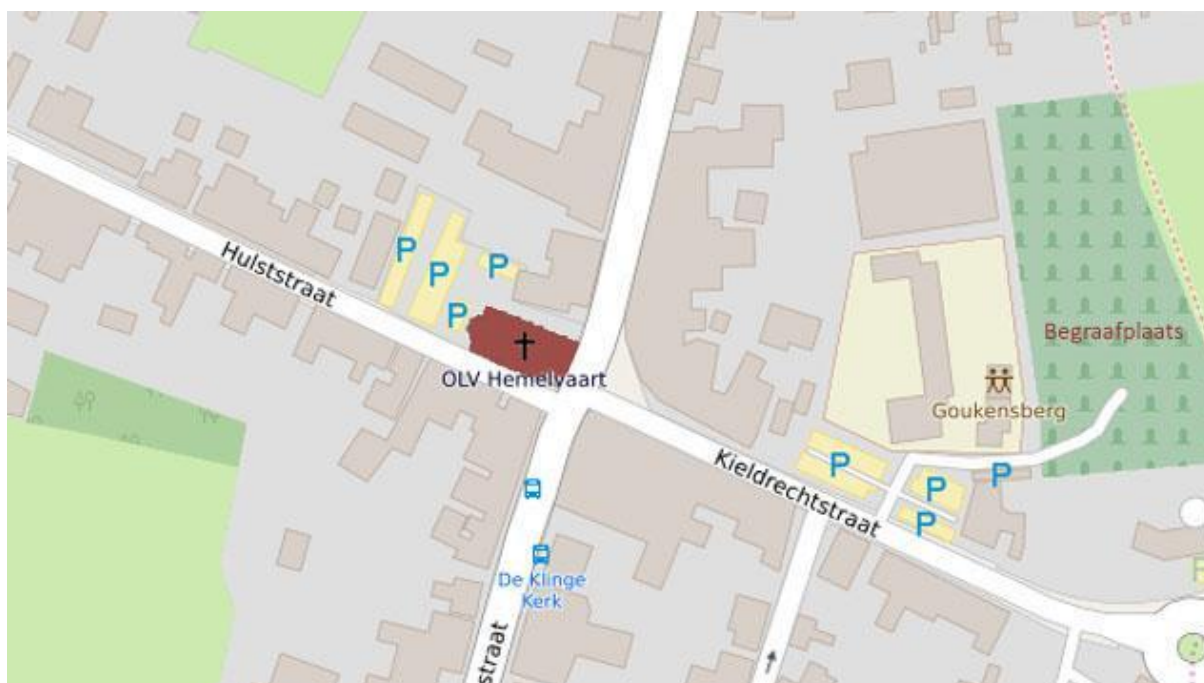 P
P
P
P
Hulststraat
OLV Hemelvaart
Begraafplaats
Goukensberg
P
P
P
P
Kieldrechtstraat
De Klinge
Kerk
straat